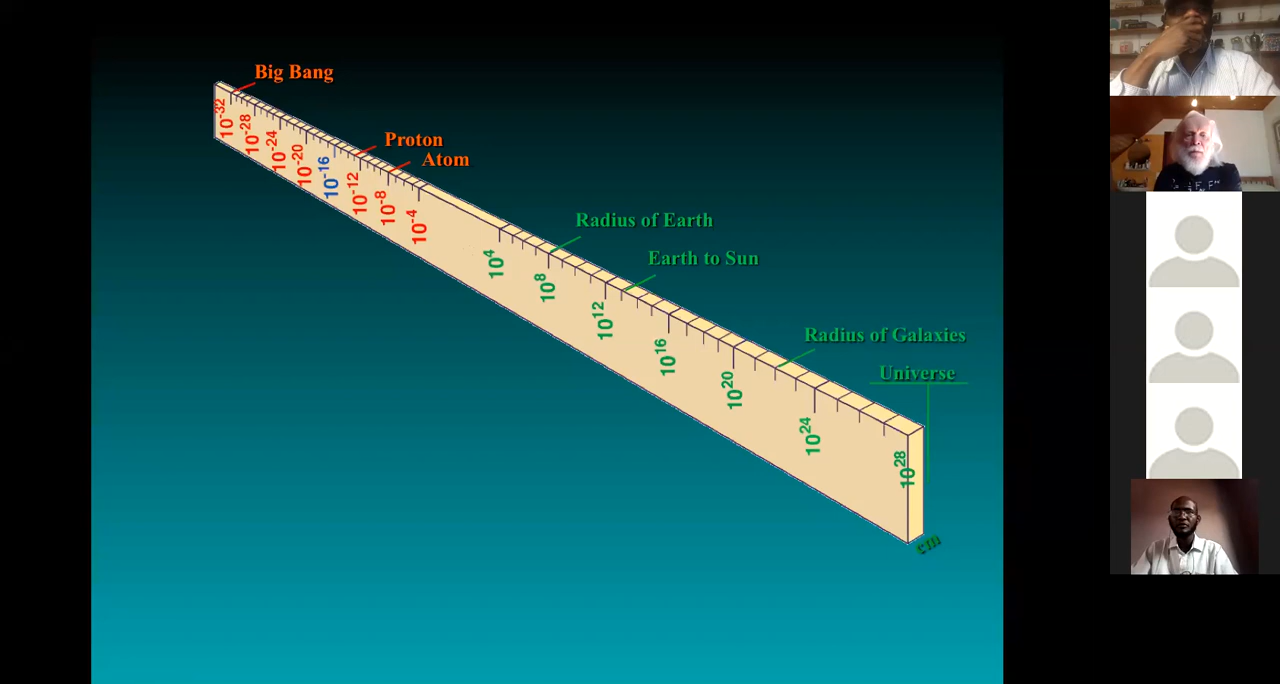 Big Bang
Proton
Atom
Radius of Earth
Earth to Sun
Radius of Galaxies
Universe
10^-32
10^-28
10^-24
10^-20
10^-16
10^-12
10^-8
10^-4
10^4
10^8
10^12
10^16
10^20
10^24
10^28
cm